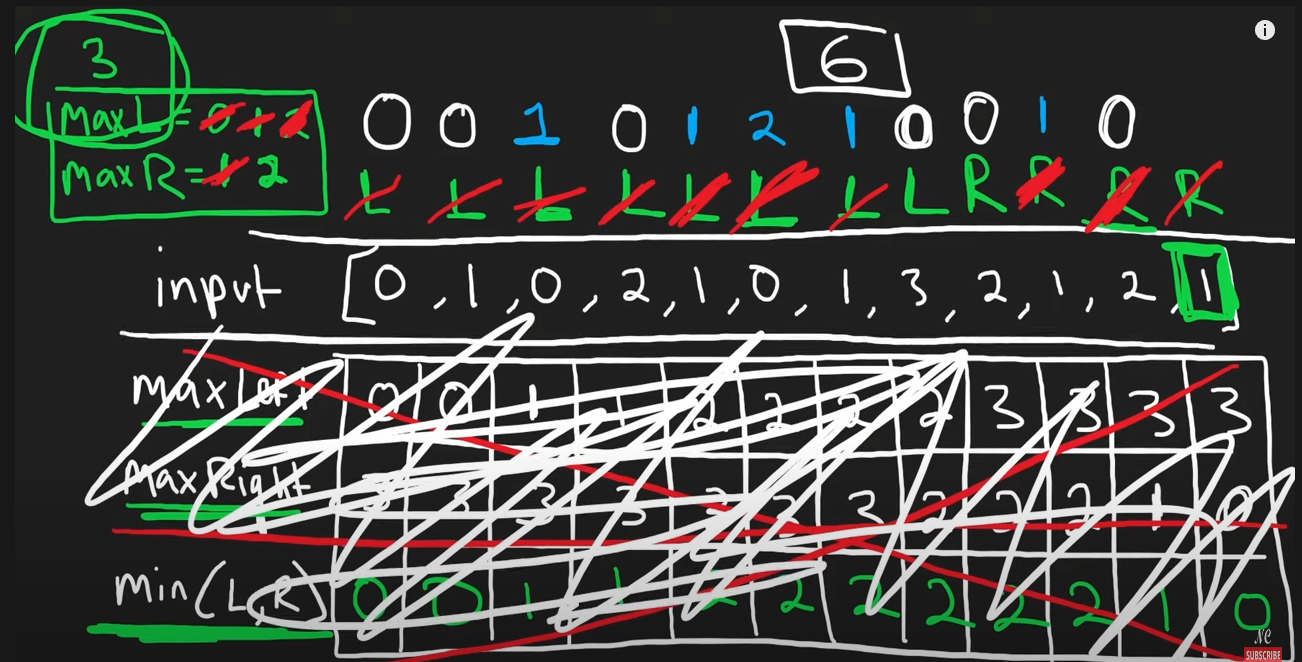 3
6
maxL = 0 1 2
maxR = 1 2
0 0 1 0 1 2 1 0 0 1 0
L L L L L L L L R R R R
input [0, 1, 0, 2, 1, 0, 1, 3, 2, 1, 2, 1]
maxLeft 0 0 1 1 2 2 2 2 3 3 3 3
maxRight 3 3 3 3 3 3 3 2 2 2 1 0
min(L,R) 0 0 1 1 2 2 2 2 2 2 1 0
NC
SUBSCRIBE